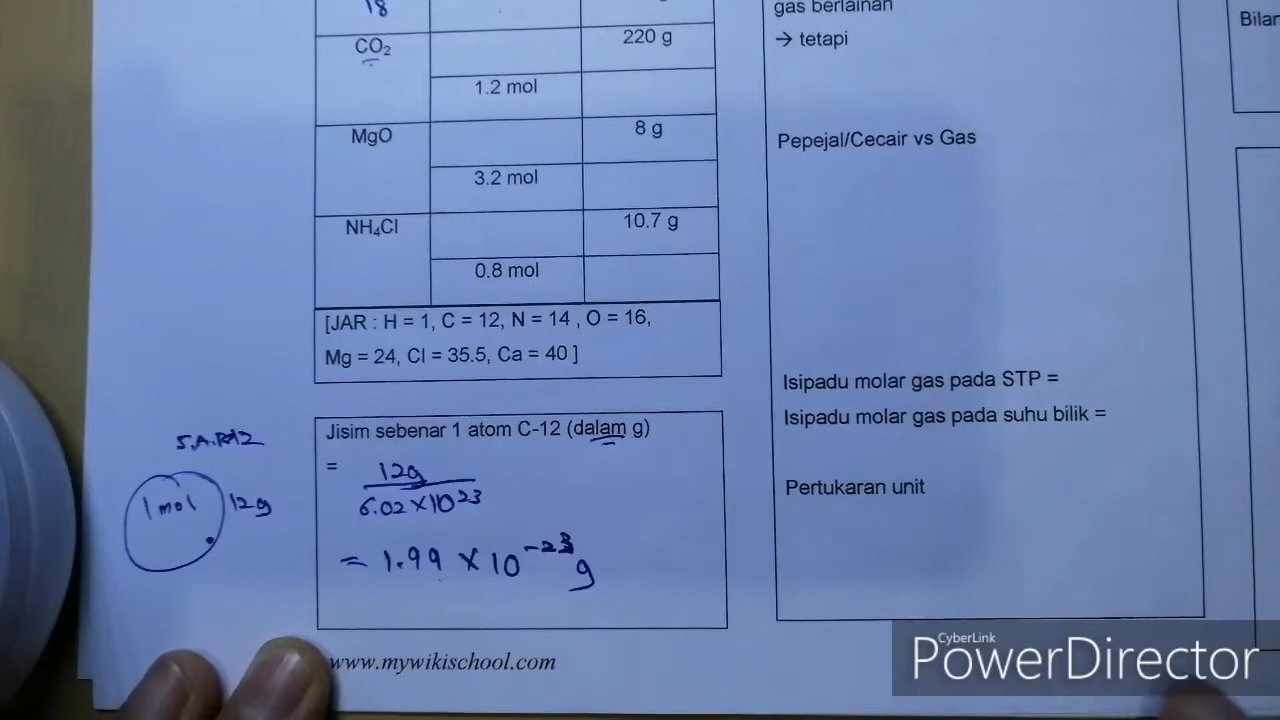 18
CO₂
220 g
1.2 mol
MgO
8 g
3.2 mol
NH₄Cl
10.7 g
0.8 mol
[JAR : H = 1, C = 12, N = 14 , O = 16,
Mg = 24, Cl = 35.5, Ca = 40 ]
Jisim sebenar 1 atom C-12 (dalam g)
= 12g
6.02 × 10²³
= 1.99 × 10⁻²³ g
1 mol
12g
www.mywikischool.com
gas berlainan
→ tetapi
Pepejal/Cecair vs Gas
Isipadu molar gas pada STP =
Isipadu molar gas pada suhu bilik =
Pertukaran unit
CyberLink
PowerDirector